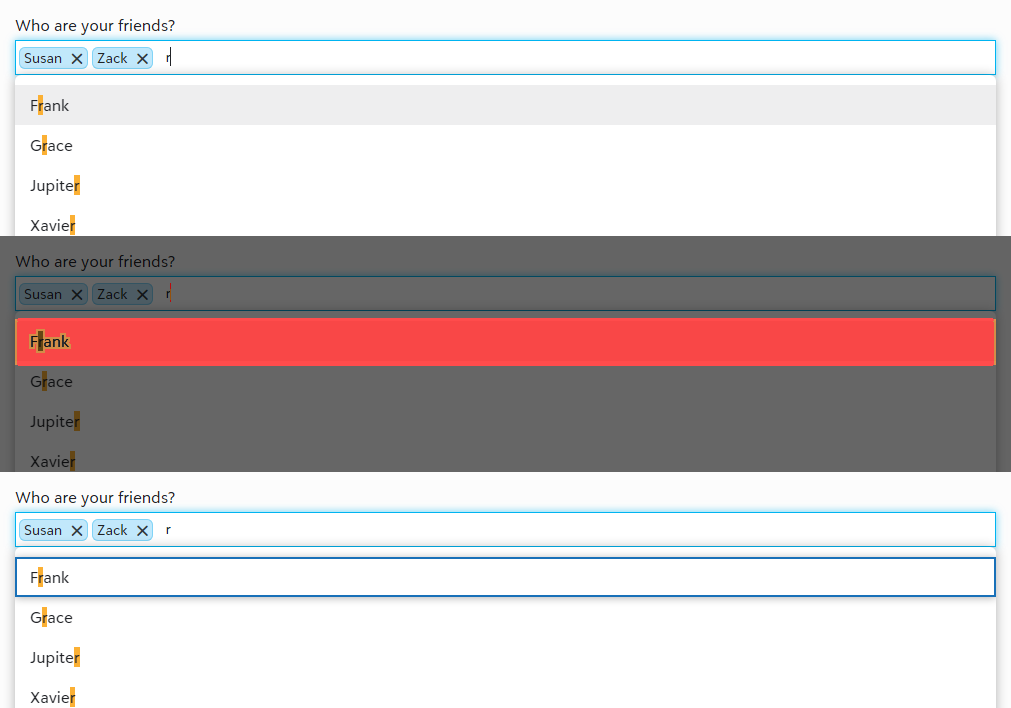 Who are your friends?
Susan Zack r
Frank
Grace
Jupiter
Xavier
Who are your friends?
Susan Zack r
Frank
Grace
Jupiter
Xavier
Who are your friends?
Susan Zack r
Frank
Grace
Jupiter
Xavier